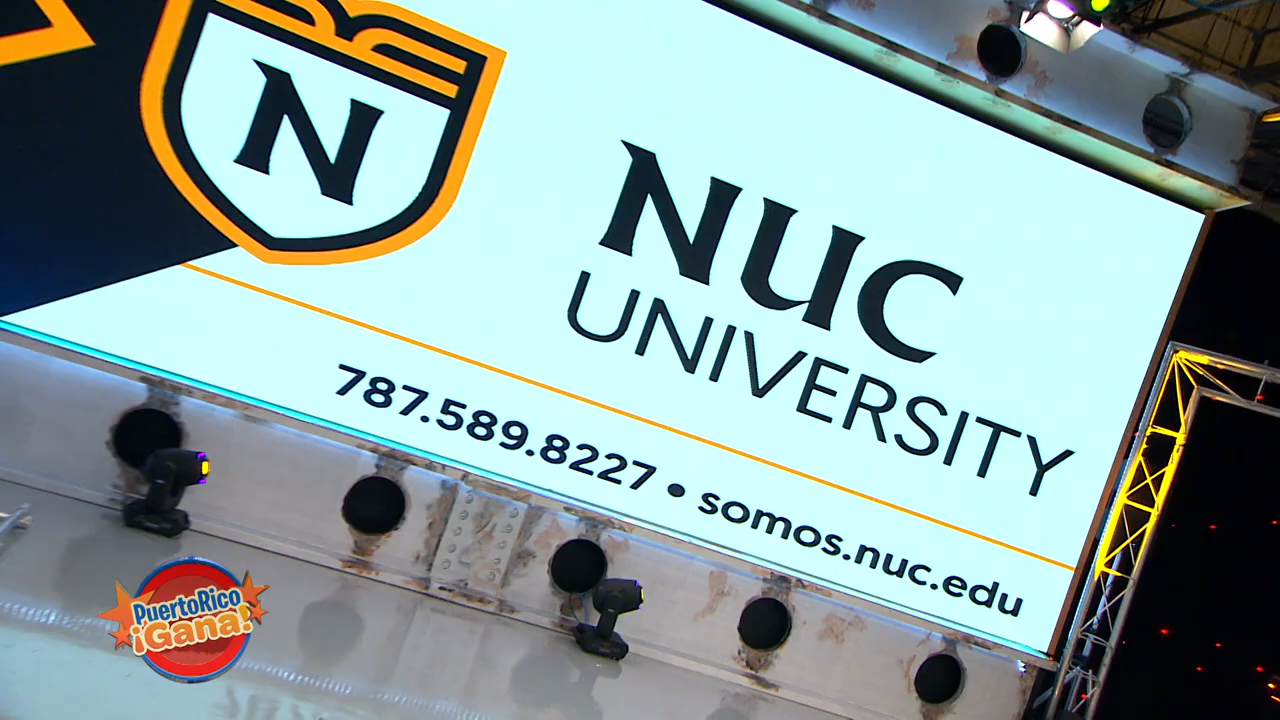 N
NUC
UNIVERSITY
787.589.8227 • somos.nuc.edu
PuertoRico
¡Gana!